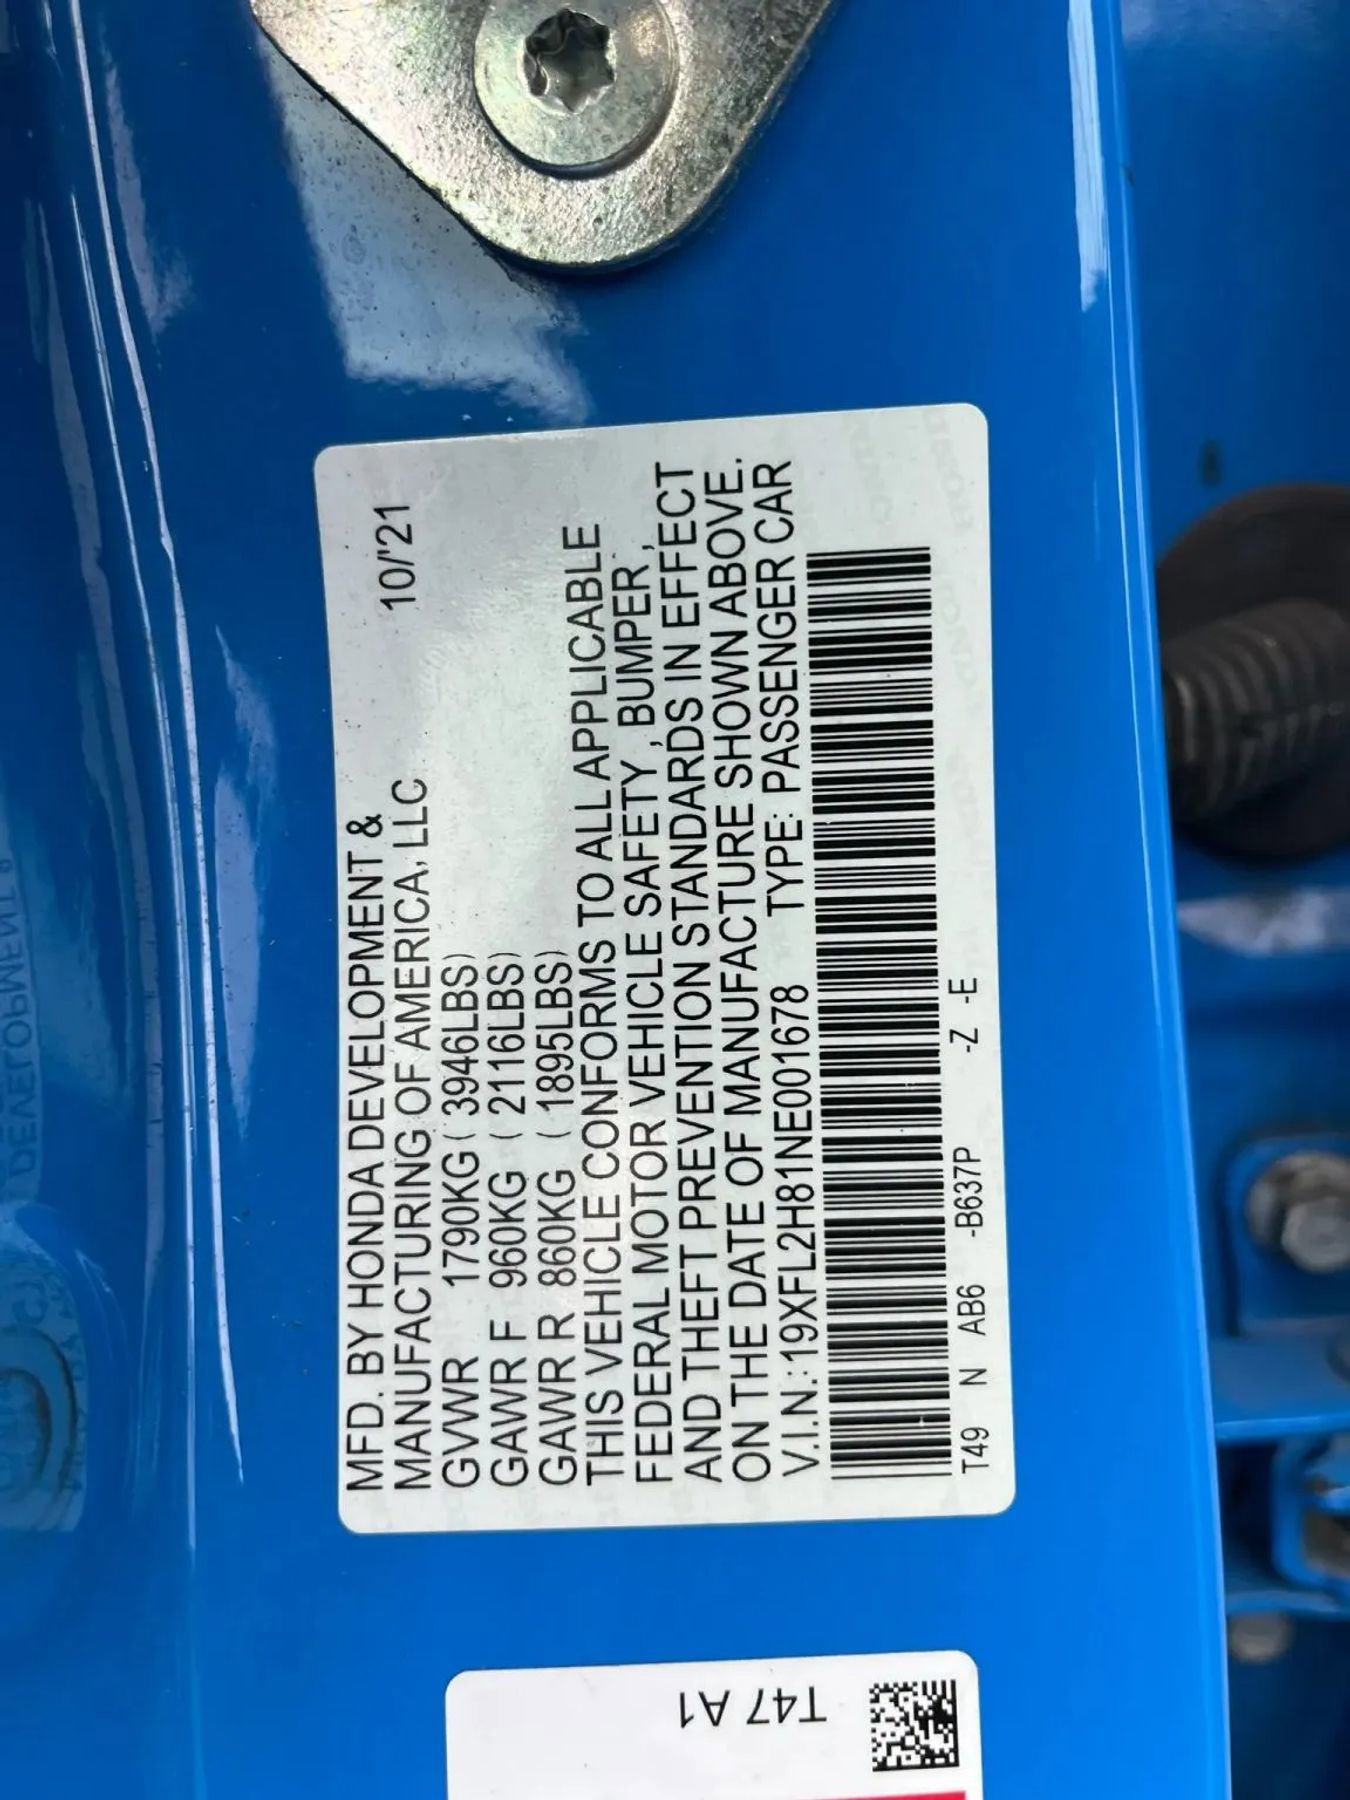 MFD. BY HONDA DEVELOPMENT &
MANUFACTURING OF AMERICA, LLC 10/'21
GVWR 1790KG ( 3946LBS)
GAWR F 960KG ( 2116LBS)
GAWR R 860KG ( 1895LBS)
THIS VEHICLE CONFORMS TO ALL APPLICABLE
FEDERAL MOTOR VEHICLE SAFETY , BUMPER ,
AND THEFT PREVENTION STANDARDS IN EFFECT
ON THE DATE OF MANUFACTURE SHOWN ABOVE.
V.I.N.:19XFL2H81NE001678 TYPE: PASSENGER CAR
T49 N AB6 -B637P -Z -E
T47 A1